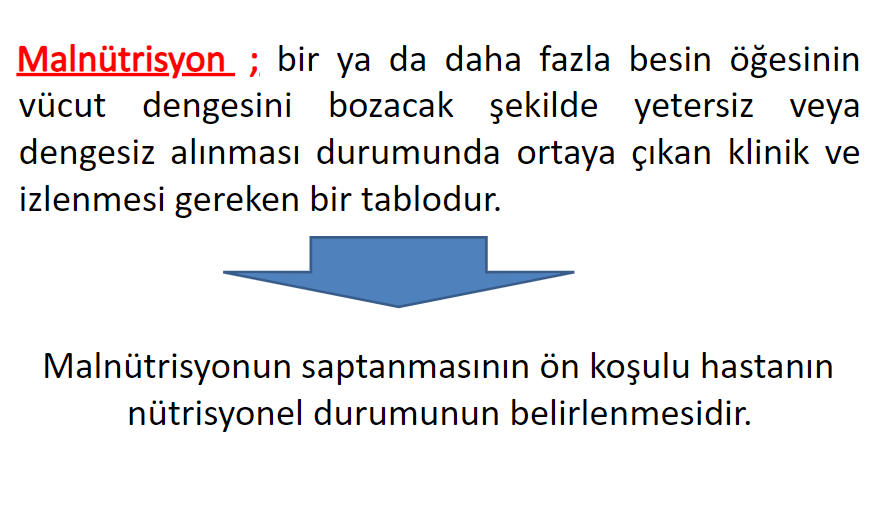 Malnütrisyon ; bir ya da daha fazla besin öğesinin
vücut dengesini bozacak şekilde yetersiz veya
dengesiz alınması durumunda ortaya çıkan klinik ve
izlenmesi gereken bir tablodur.
Malnütrisyonun saptanmasının ön koşulu hastanın
nütrisyonel durumunun belirlenmesidir.